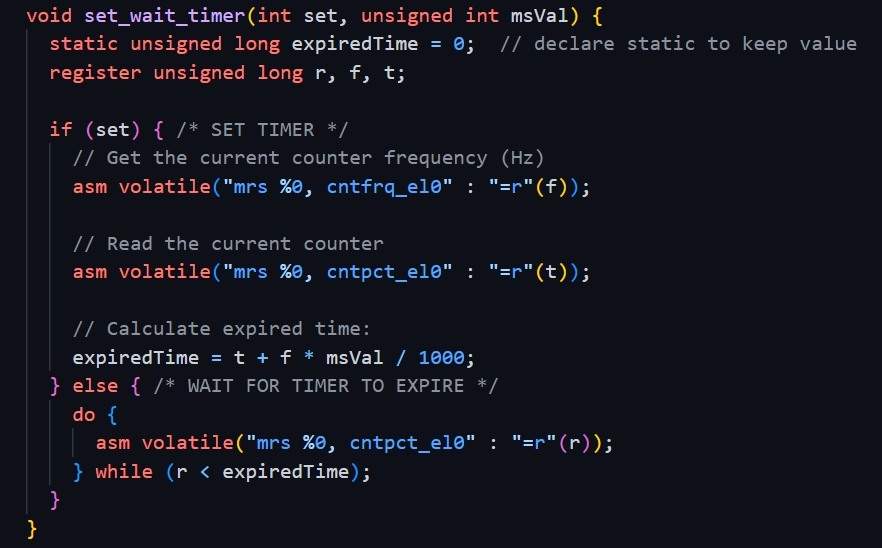 void set_wait_timer(int set, unsigned int msVal) {
  static unsigned long expiredTime = 0;  // declare static to keep value
  register unsigned long r, f, t;

  if (set) { /* SET TIMER */
    // Get the current counter frequency (Hz)
    asm volatile("mrs %0, cntfrq_el0" : "=r"(f));

    // Read the current counter
    asm volatile("mrs %0, cntpct_el0" : "=r"(t));

    // Calculate expired time:
    expiredTime = t + f * msVal / 1000;
  } else { /* WAIT FOR TIMER TO EXPIRE */
    do {
      asm volatile("mrs %0, cntpct_el0" : "=r"(r));
    } while (r < expiredTime);
  }
}